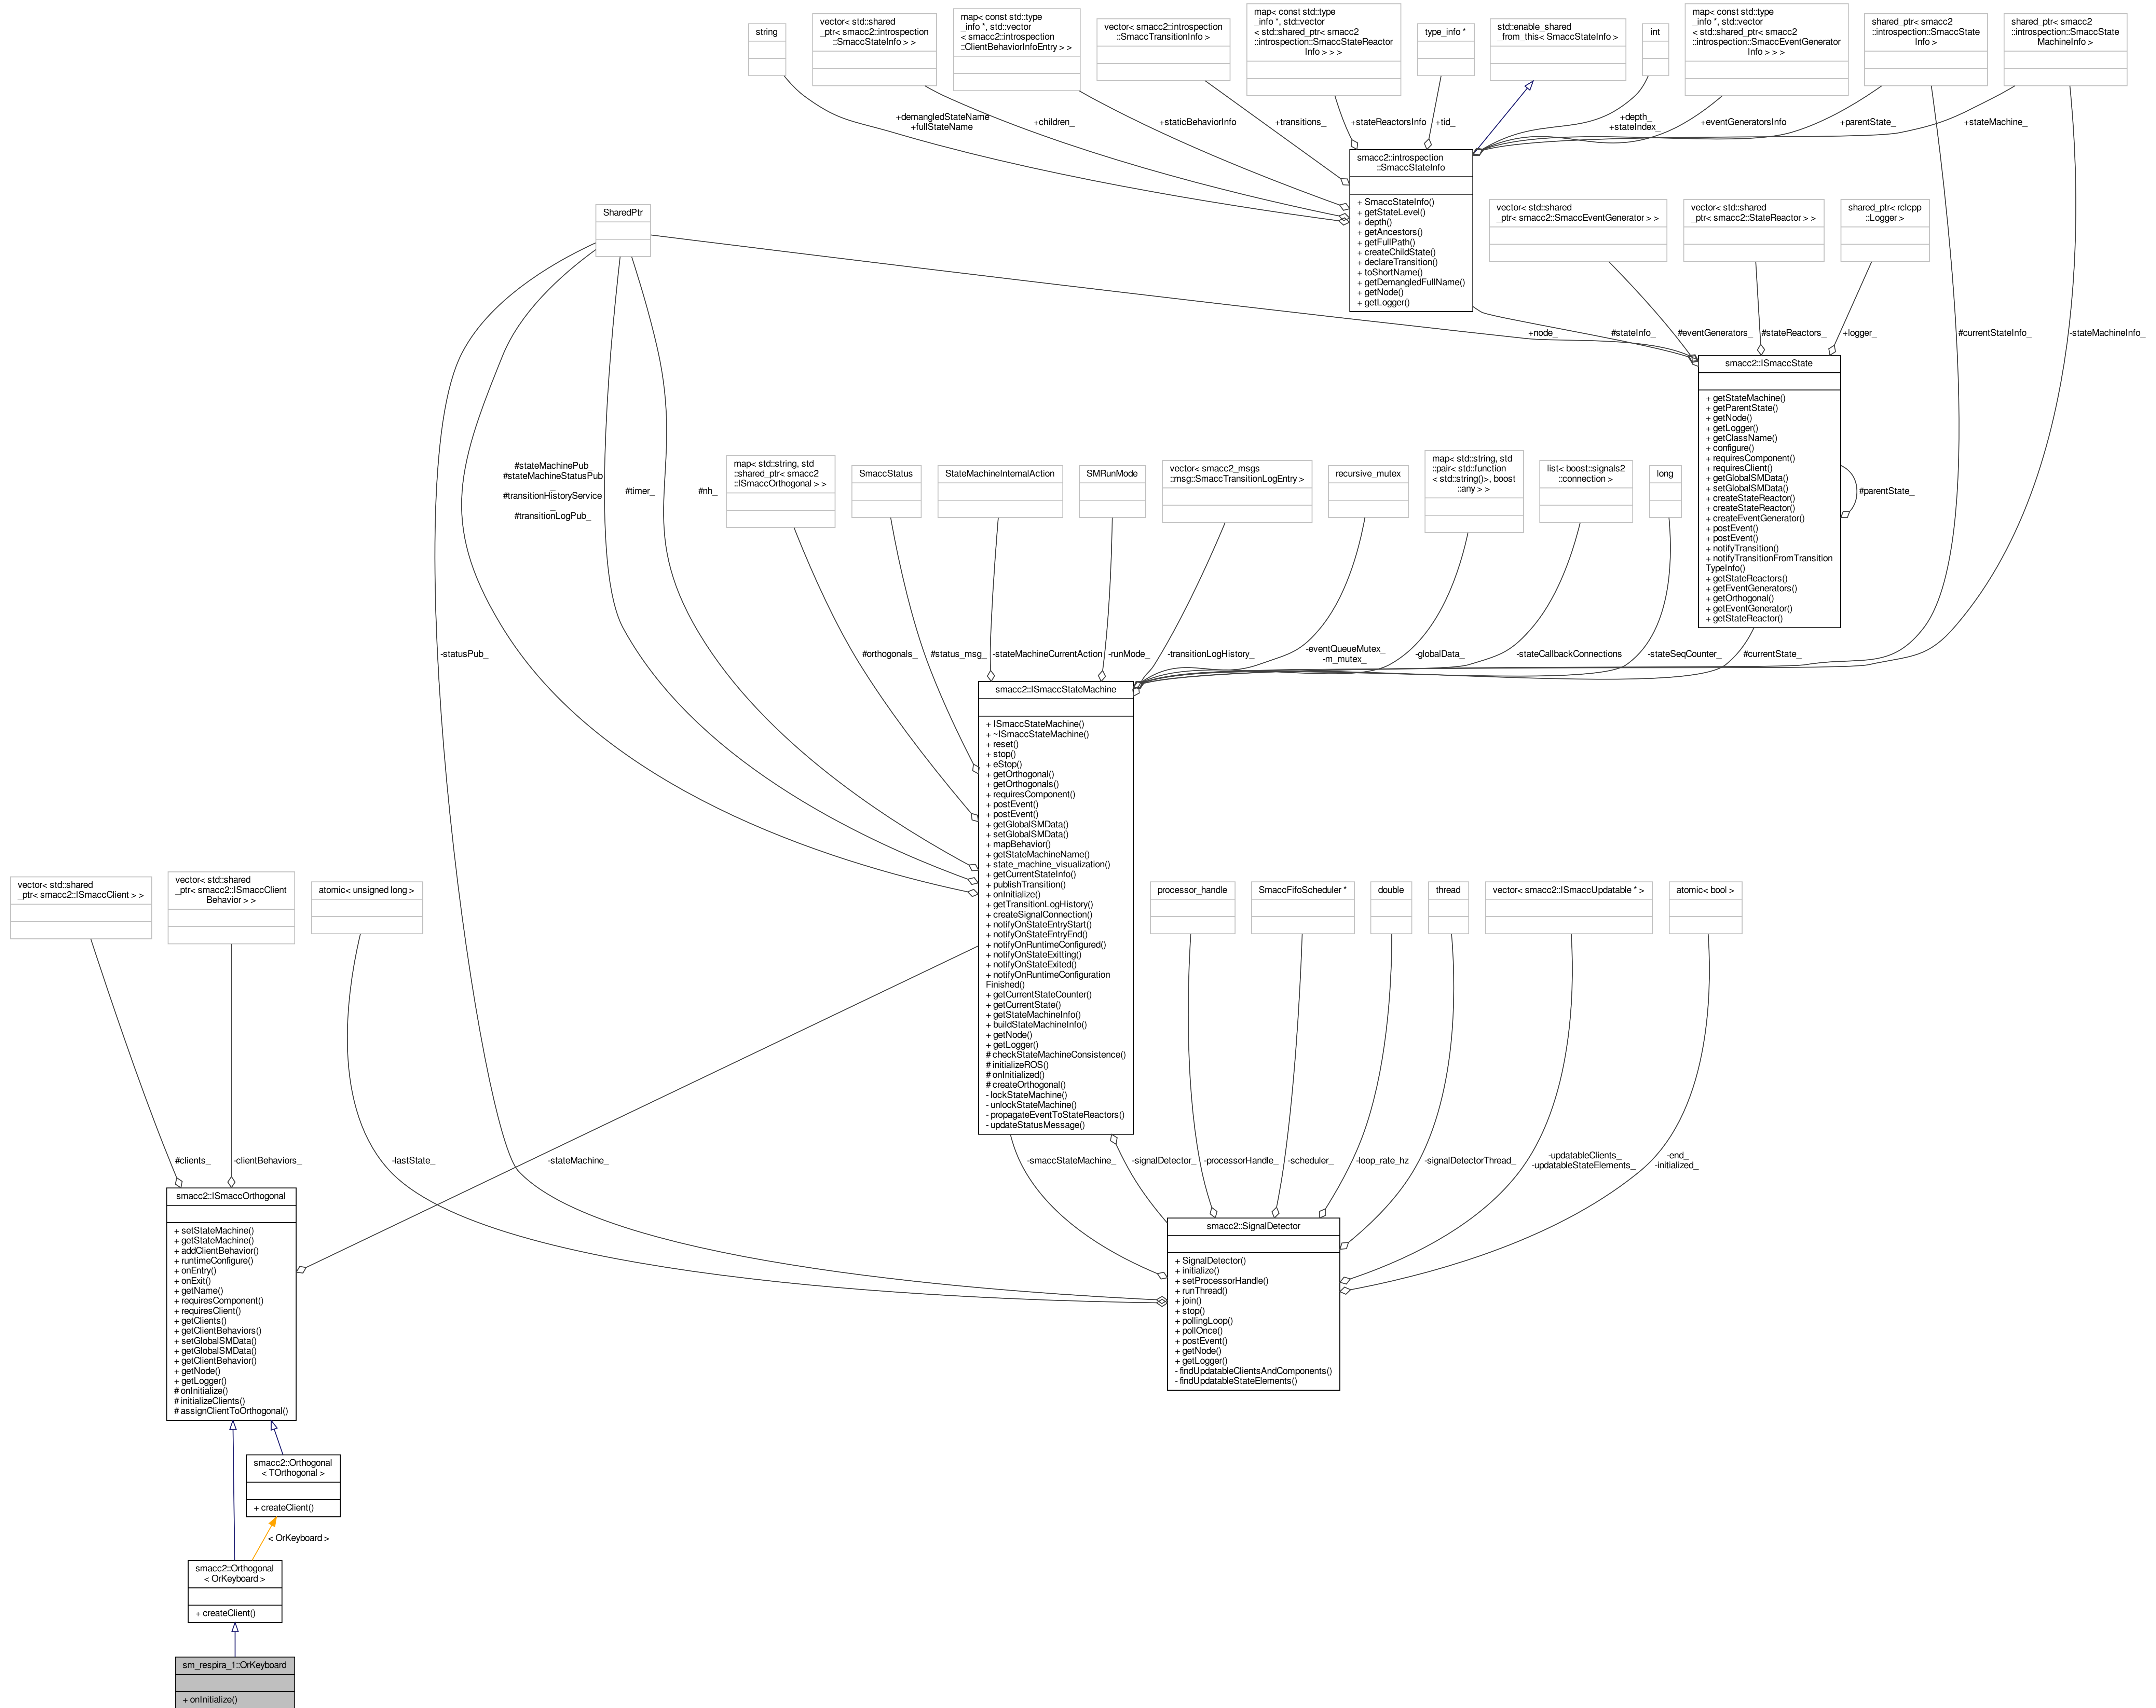 string
vector< std::shared
_ptr< smacc2::introspection
::SmaccStateInfo > >
map< const std::type
_info *, std::vector
< smacc2::introspection
::ClientBehaviorInfoEntry > >
vector< smacc2::introspection
::SmaccTransitionInfo >
map< const std::type
_info *, std::vector
< std::shared_ptr< smacc2
::introspection::SmaccStateReactor
Info > > >
type_info *
std::enable_shared
_from_this< SmaccStateInfo >
int
map< const std::type
_info *, std::vector
< std::shared_ptr< smacc2
::introspection::SmaccEventGenerator
Info > > >
shared_ptr< smacc2
::introspection::SmaccState
Info >
shared_ptr< smacc2
::introspection::SmaccState
MachineInfo >
+demangledStateName
+fullStateName
+children_
+staticBehaviorInfo
+transitions_
+stateReactorsInfo
+tid_
+depth_
+stateIndex_
+eventGeneratorsInfo
+parentState_
+stateMachine_
smacc2::introspection
::SmaccStateInfo
+ SmaccStateInfo()
+ getStateLevel()
+ depth()
+ getAncestors()
+ getFullPath()
+ createChildState()
+ declareTransition()
+ toShortName()
+ getDemangledFullName()
+ getNode()
+ getLogger()
SharedPtr
vector< std::shared
_ptr< smacc2::SmaccEventGenerator > >
vector< std::shared
_ptr< smacc2::StateReactor > >
shared_ptr< rclcpp
::Logger >
+node_
#stateInfo_
#eventGenerators_
#stateReactors_
+logger_
#currentStateInfo_
-stateMachineInfo_
smacc2::ISmaccState
+ getStateMachine()
+ getParentState()
+ getNode()
+ getLogger()
+ getClassName()
+ configure()
+ requiresComponent()
+ requiresClient()
+ getGlobalSMData()
+ setGlobalSMData()
+ createStateReactor()
+ createStateReactor()
+ createEventGenerator()
+ postEvent()
+ postEvent()
+ notifyTransition()
+ notifyTransitionFromTransition
TypeInfo()
+ getStateReactors()
+ getEventGenerators()
+ getOrthogonal()
+ getEventGenerator()
+ getStateReactor()
#parentState_
#stateMachinePub_
#stateMachineStatusPub
_
#transitionHistoryService
_
#transitionLogPub_
#timer_
#nh_
map< std::string, std
::shared_ptr< smacc2
::ISmaccOrthogonal > >
SmaccStatus
StateMachineInternalAction
SMRunMode
vector< smacc2_msgs
::msg::SmaccTransitionLogEntry >
recursive_mutex
map< std::string, std
::pair< std::function
< std::string()>, boost
::any > >
list< boost::signals2
::connection >
long
-statusPub_
#orthogonals_
#status_msg_
-stateMachineCurrentAction
-runMode_
-transitionLogHistory_
-eventQueueMutex_
-m_mutex_
-globalData_
-stateCallbackConnections
-stateSeqCounter_
#currentState_
smacc2::ISmaccStateMachine
+ ISmaccStateMachine()
+ ~ISmaccStateMachine()
+ reset()
+ stop()
+ eStop()
+ getOrthogonal()
+ getOrthogonals()
+ requiresComponent()
+ postEvent()
+ postEvent()
+ getGlobalSMData()
+ setGlobalSMData()
+ mapBehavior()
+ getStateMachineName()
+ state_machine_visualization()
+ getCurrentStateInfo()
+ publishTransition()
+ onInitialize()
+ getTransitionLogHistory()
+ createSignalConnection()
+ notifyOnStateEntryStart()
+ notifyOnStateEntryEnd()
+ notifyOnRuntimeConfigured()
+ notifyOnStateExitting()
+ notifyOnStateExited()
+ notifyOnRuntimeConfiguration
Finished()
+ getCurrentStateCounter()
+ getCurrentState()
+ getStateMachineInfo()
+ buildStateMachineInfo()
+ getNode()
+ getLogger()
# checkStateMachineConsistence()
# initializeROS()
# onInitialized()
# createOrthogonal()
- lockStateMachine()
- unlockStateMachine()
- propagateEventToStateReactors()
- updateStatusMessage()
vector< std::shared
_ptr< smacc2::ISmaccClient > >
vector< std::shared
_ptr< smacc2::ISmaccClient
Behavior > >
atomic< unsigned long >
processor_handle
SmaccFifoScheduler *
double
thread
vector< smacc2::ISmaccUpdatable * >
atomic< bool >
#clients_
-clientBehaviors_
-lastState_
-stateMachine_
-smaccStateMachine_
-signalDetector_
-processorHandle_
-scheduler_
-loop_rate_hz
-signalDetectorThread_
-updatableClients_
-updatableStateElements_
-end_
-initialized_
smacc2::ISmaccOrthogonal
+ setStateMachine()
+ getStateMachine()
+ addClientBehavior()
+ runtimeConfigure()
+ onEntry()
+ onExit()
+ getName()
+ requiresComponent()
+ requiresClient()
+ getClients()
+ getClientBehaviors()
+ setGlobalSMData()
+ getGlobalSMData()
+ getClientBehavior()
+ getNode()
+ getLogger()
# onInitialize()
# initializeClients()
# assignClientToOrthogonal()
smacc2::SignalDetector
+ SignalDetector()
+ initialize()
+ setProcessorHandle()
+ runThread()
+ join()
+ stop()
+ pollingLoop()
+ pollOnce()
+ postEvent()
+ getNode()
+ getLogger()
- findUpdatableClientsAndComponents()
- findUpdatableStateElements()
smacc2::Orthogonal
< TOrthogonal >
+ createClient()
< OrKeyboard >
smacc2::Orthogonal
< OrKeyboard >
+ createClient()
sm_respira_1::OrKeyboard
+ onInitialize()